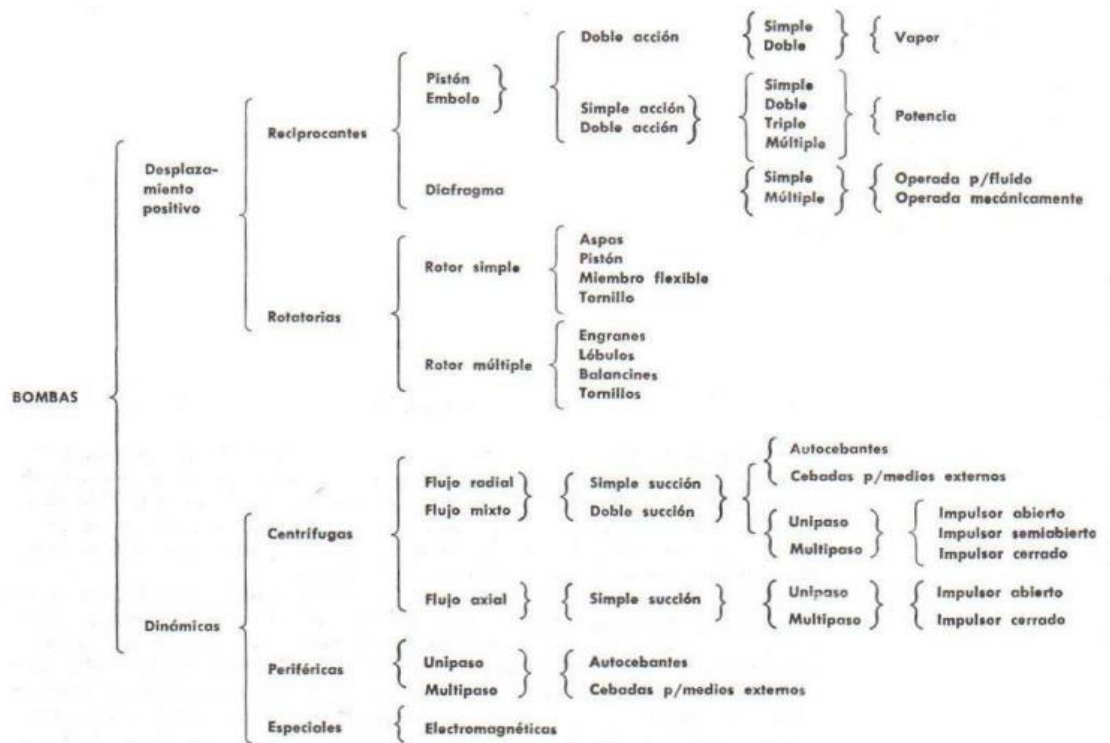 Doble acción
Simple
Doble
Vapor
Pistón
Embolo
Simple acción
Doble acción
Simple
Doble
Triple
Múltiple
Potencia
Reciprocantes
Desplaza-
miento
positivo
Diafragma
Simple
Múltiple
Operada p/fluido
Operada mecánicamente
Rotor simple
Aspas
Pistón
Miembro flexible
Tornillo
Rotatorias
Rotor múltiple
Engranes
Lóbulos
Balancines
Tornillos
BOMBAS
Autocebantes
Cebadas p/medios externos
Flujo radial
Flujo mixto
Simple succión
Doble succión
Unipaso
Multipaso
Impulsor abierto
Impulsor semiabierto
Impulsor cerrado
Centrífugas
Flujo axial
Simple succión
Unipaso
Multipaso
Impulsor abierto
Impulsor cerrado
Dinámicas
Periféricas
Unipaso
Multipaso
Autocebantes
Cebadas p/medios externos
Especiales
Electromagnéticas